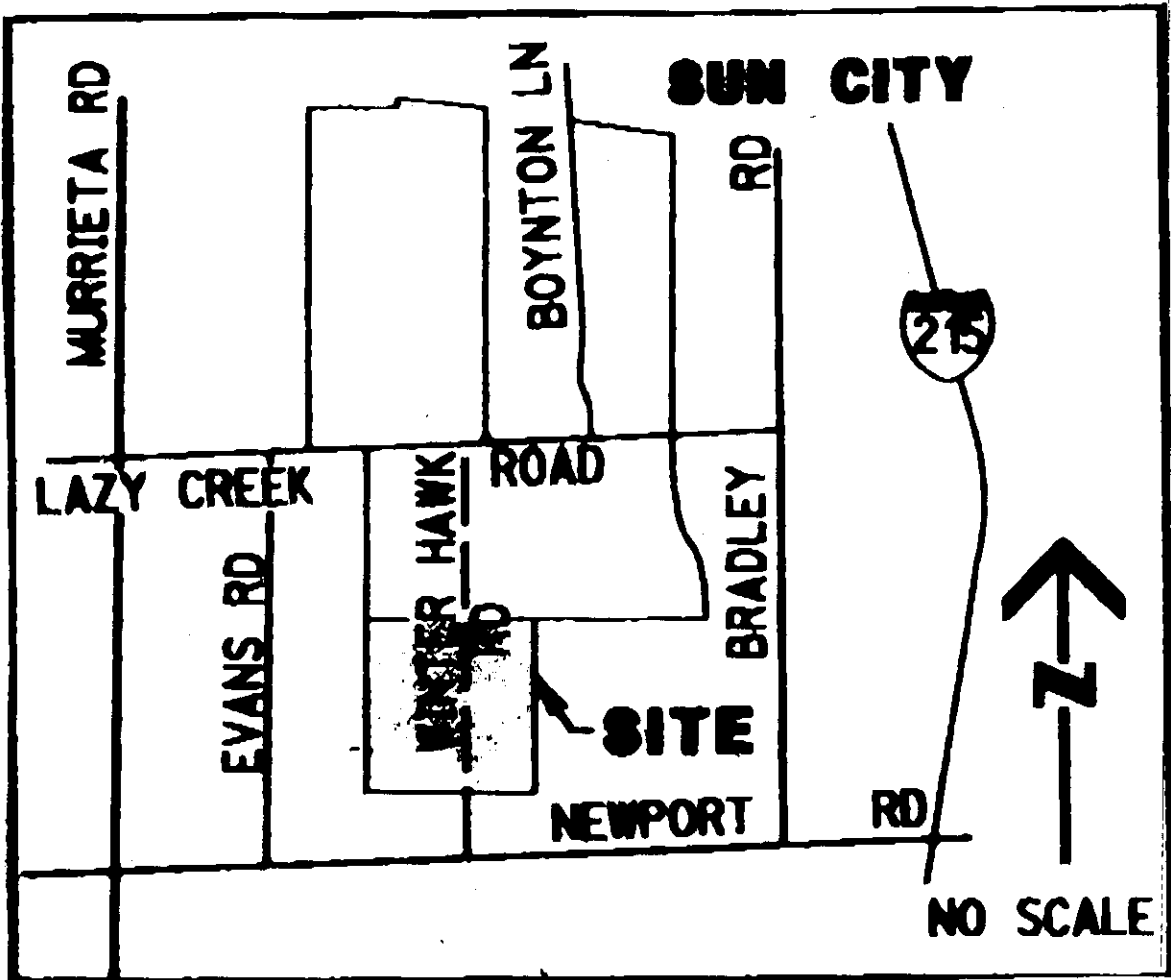 SUN CITY
MURRIETA RD
BOYNTON LN
RD
215
LAZY CREEK ROAD
WINTER HAWK
RD
BRADLEY
EVANS RD
SITE
NEWPORT RD
N
NO SCALE